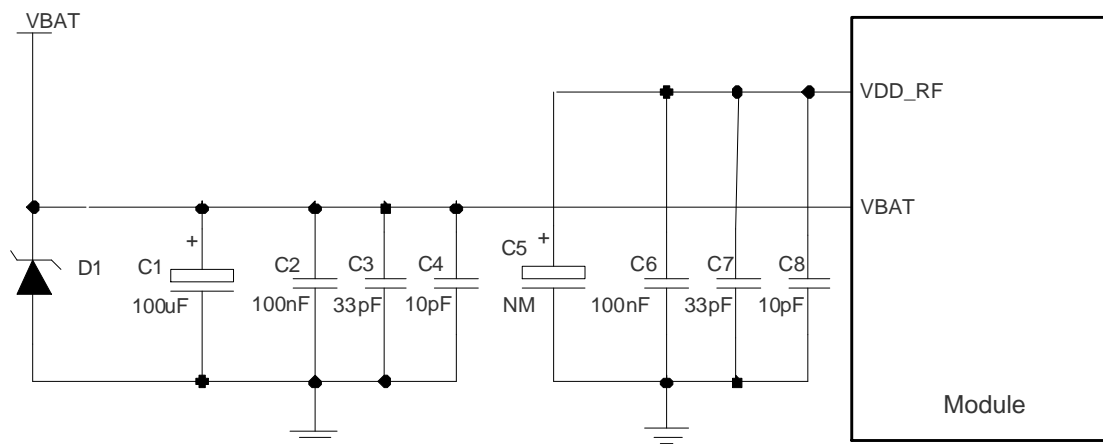 VBAT
VDD_RF
VBAT
+
D1
C1
100uF
C2
100nF
C3
33pF
C4
10pF
C5
+
NM
C6
100nF
C7
33pF
C8
10pF
Module